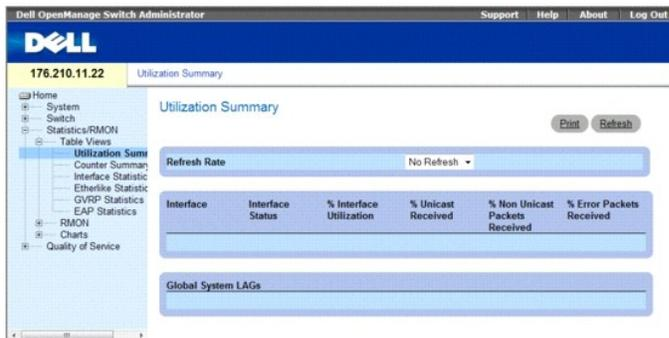 Dell OpenManage Switch Administrator
Support Help About Log Out
DELL
176.210.11.22
Utilization Summary
Home
System
Switch
Statistics/RMON
Table Views
Utilization Summ
Counter Summary
Interface Statistic
Etherlike Statistic
GVRP Statistics
EAP Statistics
RMON
Charts
Quality of Service
Utilization Summary
Print Refresh
Refresh Rate No Refresh
Interface Interface Status % Interface Utilization % Unicast Received % Non Unicast Packets Received % Error Packets Received
Global System LAGs